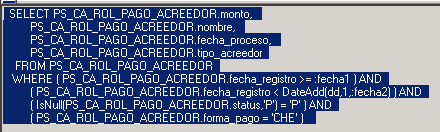 SELECT PS_CA_ROL_PAGO_ACREEDOR.monto,
PS_CA_ROL_PAGO_ACREEDOR.nombre,
PS_CA_ROL_PAGO_ACREEDOR.fecha_proceso,
PS_CA_ROL_PAGO_ACREEDOR.tipo_acreedor
FROM PS_CA_ROL_PAGO_ACREEDOR
WHERE ( PS_CA_ROL_PAGO_ACREEDOR.fecha_registro >= :fecha1 ) AND
( PS_CA_ROL_PAGO_ACREEDOR.fecha_registro < DateAdd(dd,1,:fecha2) ) AND
( IsNull(PS_CA_ROL_PAGO_ACREEDOR.status,'P') = 'P' ) AND
( PS_CA_ROL_PAGO_ACREEDOR.forma_pago = 'CHE' )